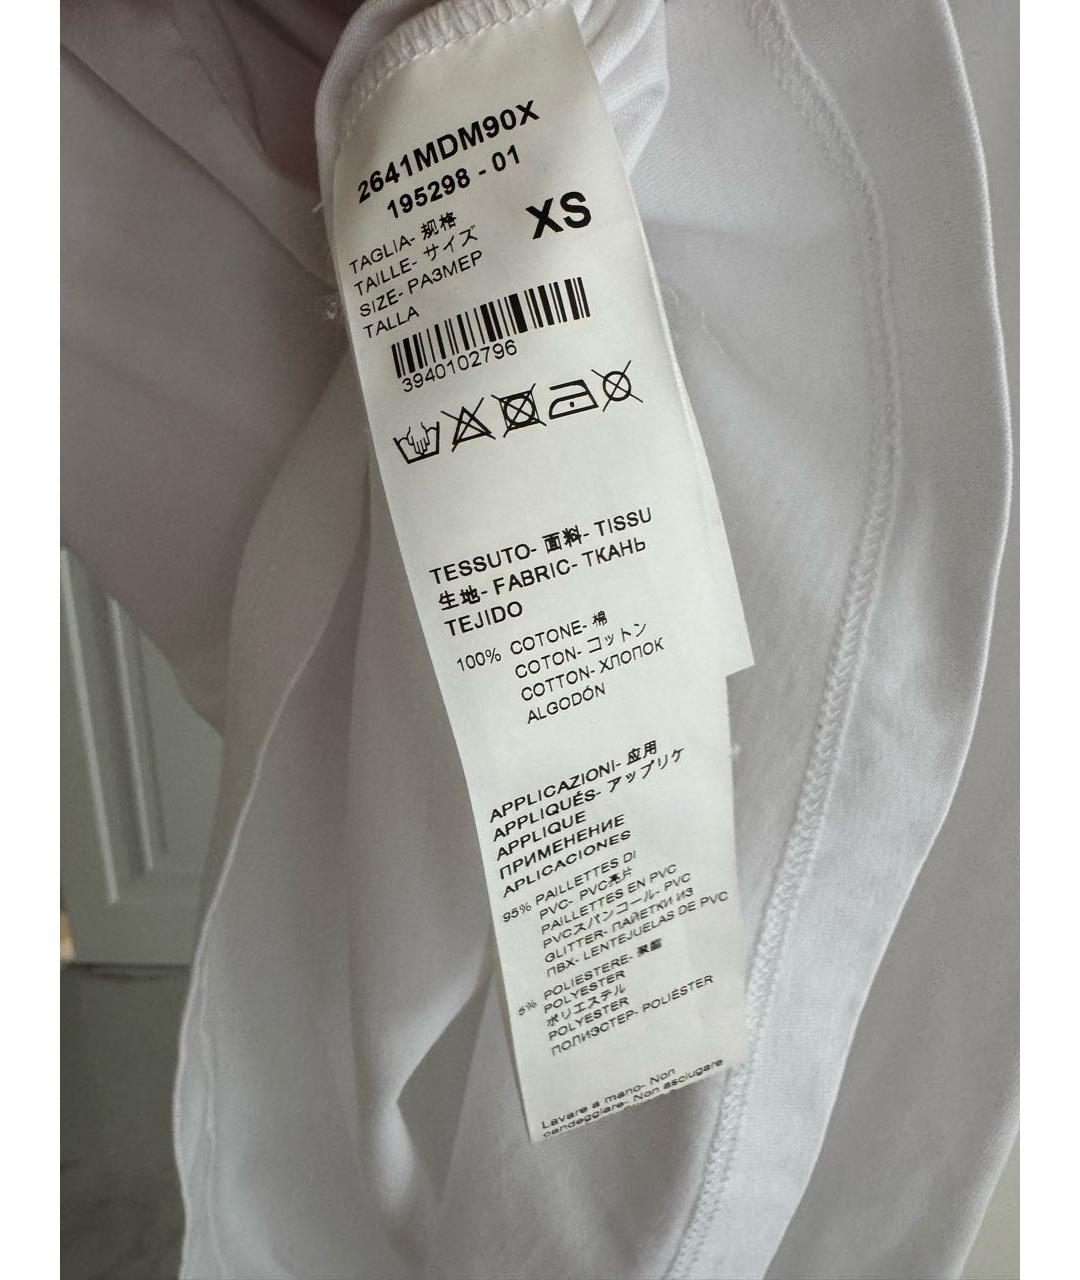 2641MDM90X
195298 - 01
XS
TAGLIA- 规格
TAILLE- サイズ
SIZE- РАЗМЕР
TALLA
3940102796
TESSUTO- 面料- TISSU
生地- FABRIC- ТКАНЬ
TEJIDO
100% COTONE- 棉
COTON- コットン
COTTON- ХЛОПОК
ALGODÓN
APPLICAZIONI- 应用
APPLIQUÉS- アップリケ
APPLIQUE
ПРИМЕНЕНИЕ
APLICACIONES
95% PAILLETTES DI
PVC- PVC亮片
PAILLETTES EN PVC
PVCスパンコール- PVC
GLITTER- ПАЙЕТКИ ИЗ
ПВХ- LENTEJUELAS DE PVC
5% POLIESTERE- 聚酯
POLYESTER
ポリエステル
POLYESTER
ПОЛИЭСТЕР- POLIÉSTER
Lavare a mano- Non
candeggiare- Non asciugare